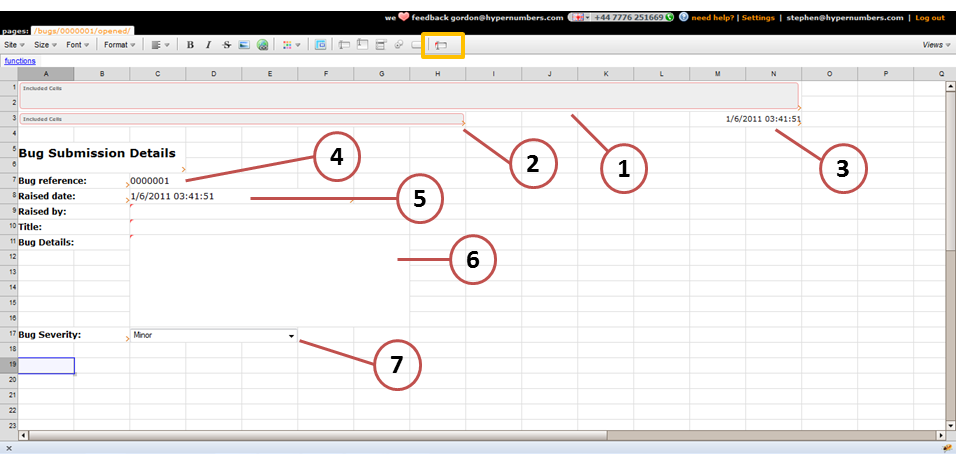 we feedback gordon@hypernumbers.com +44 7776 251669 need help? | Settings | stephen@hypernumbers.com | Log out
pages: /bugs/0000001/opened/
Site Size Font Format B I S Views
functions
A B C D E F G H I J K L M N O P Q
1 Included Cells
2
3 Included Cells 1/6/2011 03:41:51
4
5 Bug Submission Details
6
7 Bug reference: 0000001
8 Raised date: 1/6/2011 03:41:51
9 Raised by:
10 Title:
11 Bug Details:
12
13
14
15
16
17 Bug Severity: Minor
18
19
20
21
22
23
4
2
1
3
5
6
7